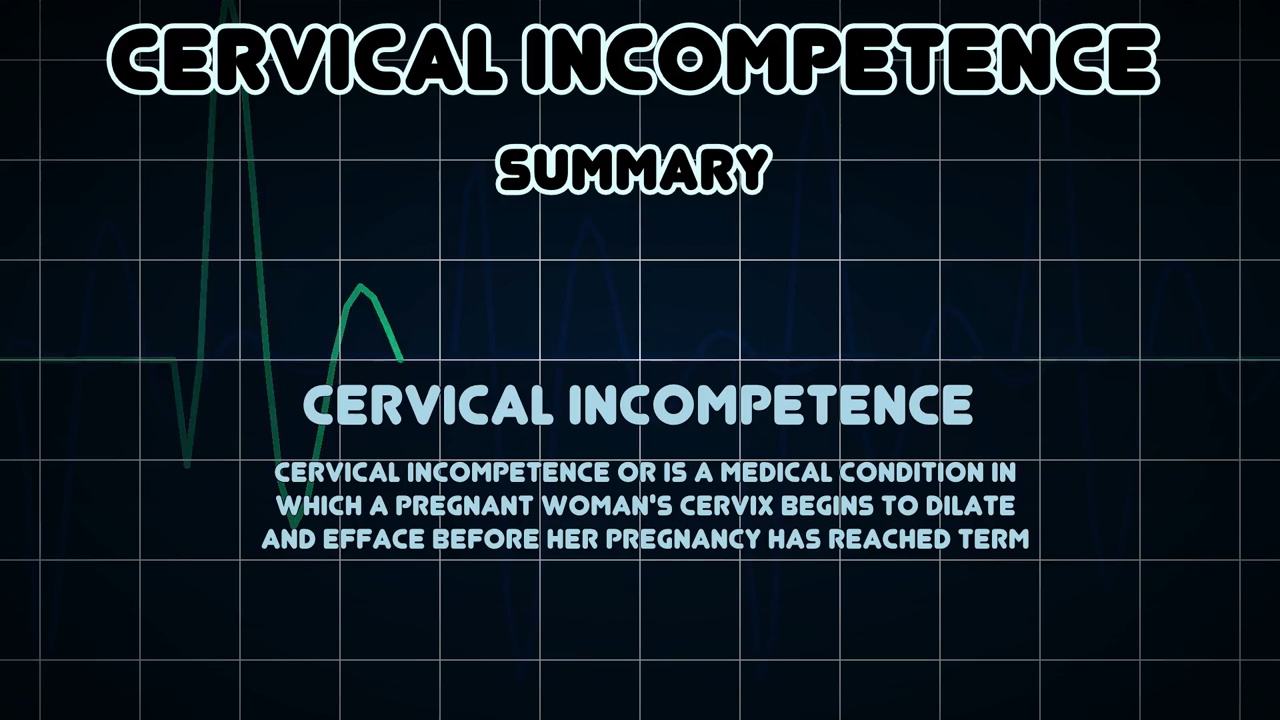 CERVICAL INCOMPETENCE
SUMMARY
CERVICAL INCOMPETENCE
CERVICAL INCOMPETENCE OR IS A MEDICAL CONDITION IN
WHICH A PREGNANT WOMAN'S CERVIX BEGINS TO DILATE
AND EFFACE BEFORE HER PREGNANCY HAS REACHED TERM